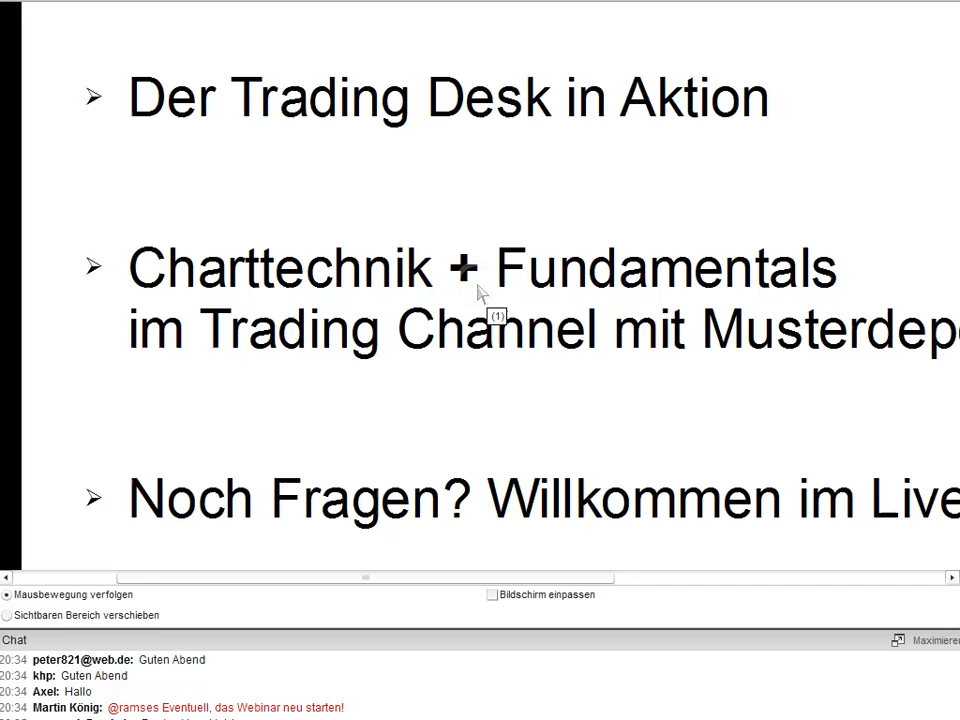 Der Trading Desk in Aktion
Charttechnik + Fundamentals
im Trading Channel mit Musterdep
(1)
Noch Fragen? Willkommen im Live
Mausbewegung verfolgen
Bildschirm einpassen
Sichtbaren Bereich verschieben
Chat
Maximieren
20:34 peter821@web.de: Guten Abend
20:34 khp: Guten Abend
20:34 Axel: Hallo
20:34 Martin König: @ramses Eventuell, das Webinar neu starten!